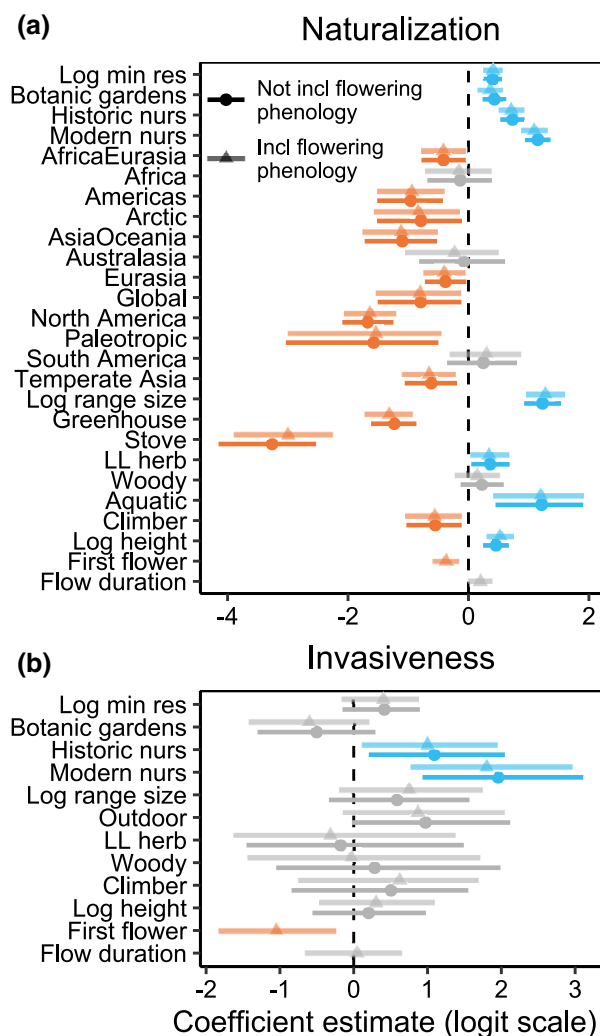 (a)
Naturalization
Log min res
Botanic gardens
Historic nurs
Modern nurs
AfricaEurasia
Africa
Americas
Arctic
AsiaOceania
Australasia
Eurasia
Global
North America
Paleotropic
South America
Temperate Asia
Log range size
Greenhouse
Stove
LL herb
Woody
Aquatic
Climber
Log height
First flower
Flow duration
Not incl flowering
phenology
Incl flowering
phenology
-4 -2 0 2
(b)
Invasiveness
Log min res
Botanic gardens
Historic nurs
Modern nurs
Log range size
Outdoor
LL herb
Woody
Climber
Log height
First flower
Flow duration
-2 -1 0 1 2 3
Coefficient estimate (logit scale)